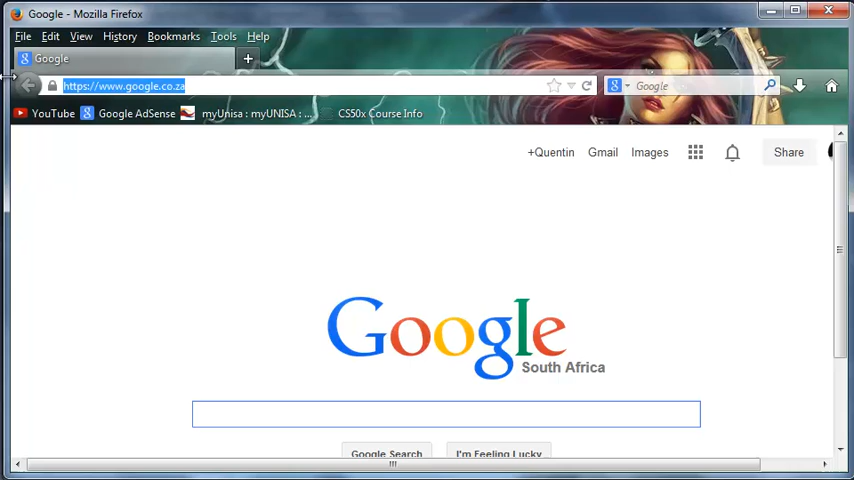 Google - Mozilla Firefox
File Edit View History Bookmarks Tools Help
Google
https://www.google.co.za
Google
YouTube Google AdSense myUnisa : myUNISA : ... CS50x Course Info
+Quentin Gmail Images Share
Google
South Africa
Google Search I'm Feeling Lucky